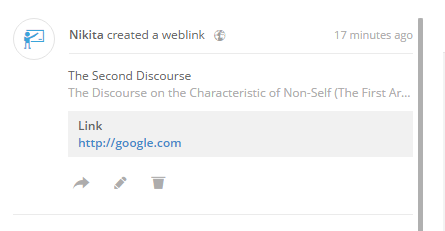 Nikita created a weblink 17 minutes ago
The Second Discourse
The Discourse on the Characteristic of Non-Self (The First Ar...
Link
http://google.com